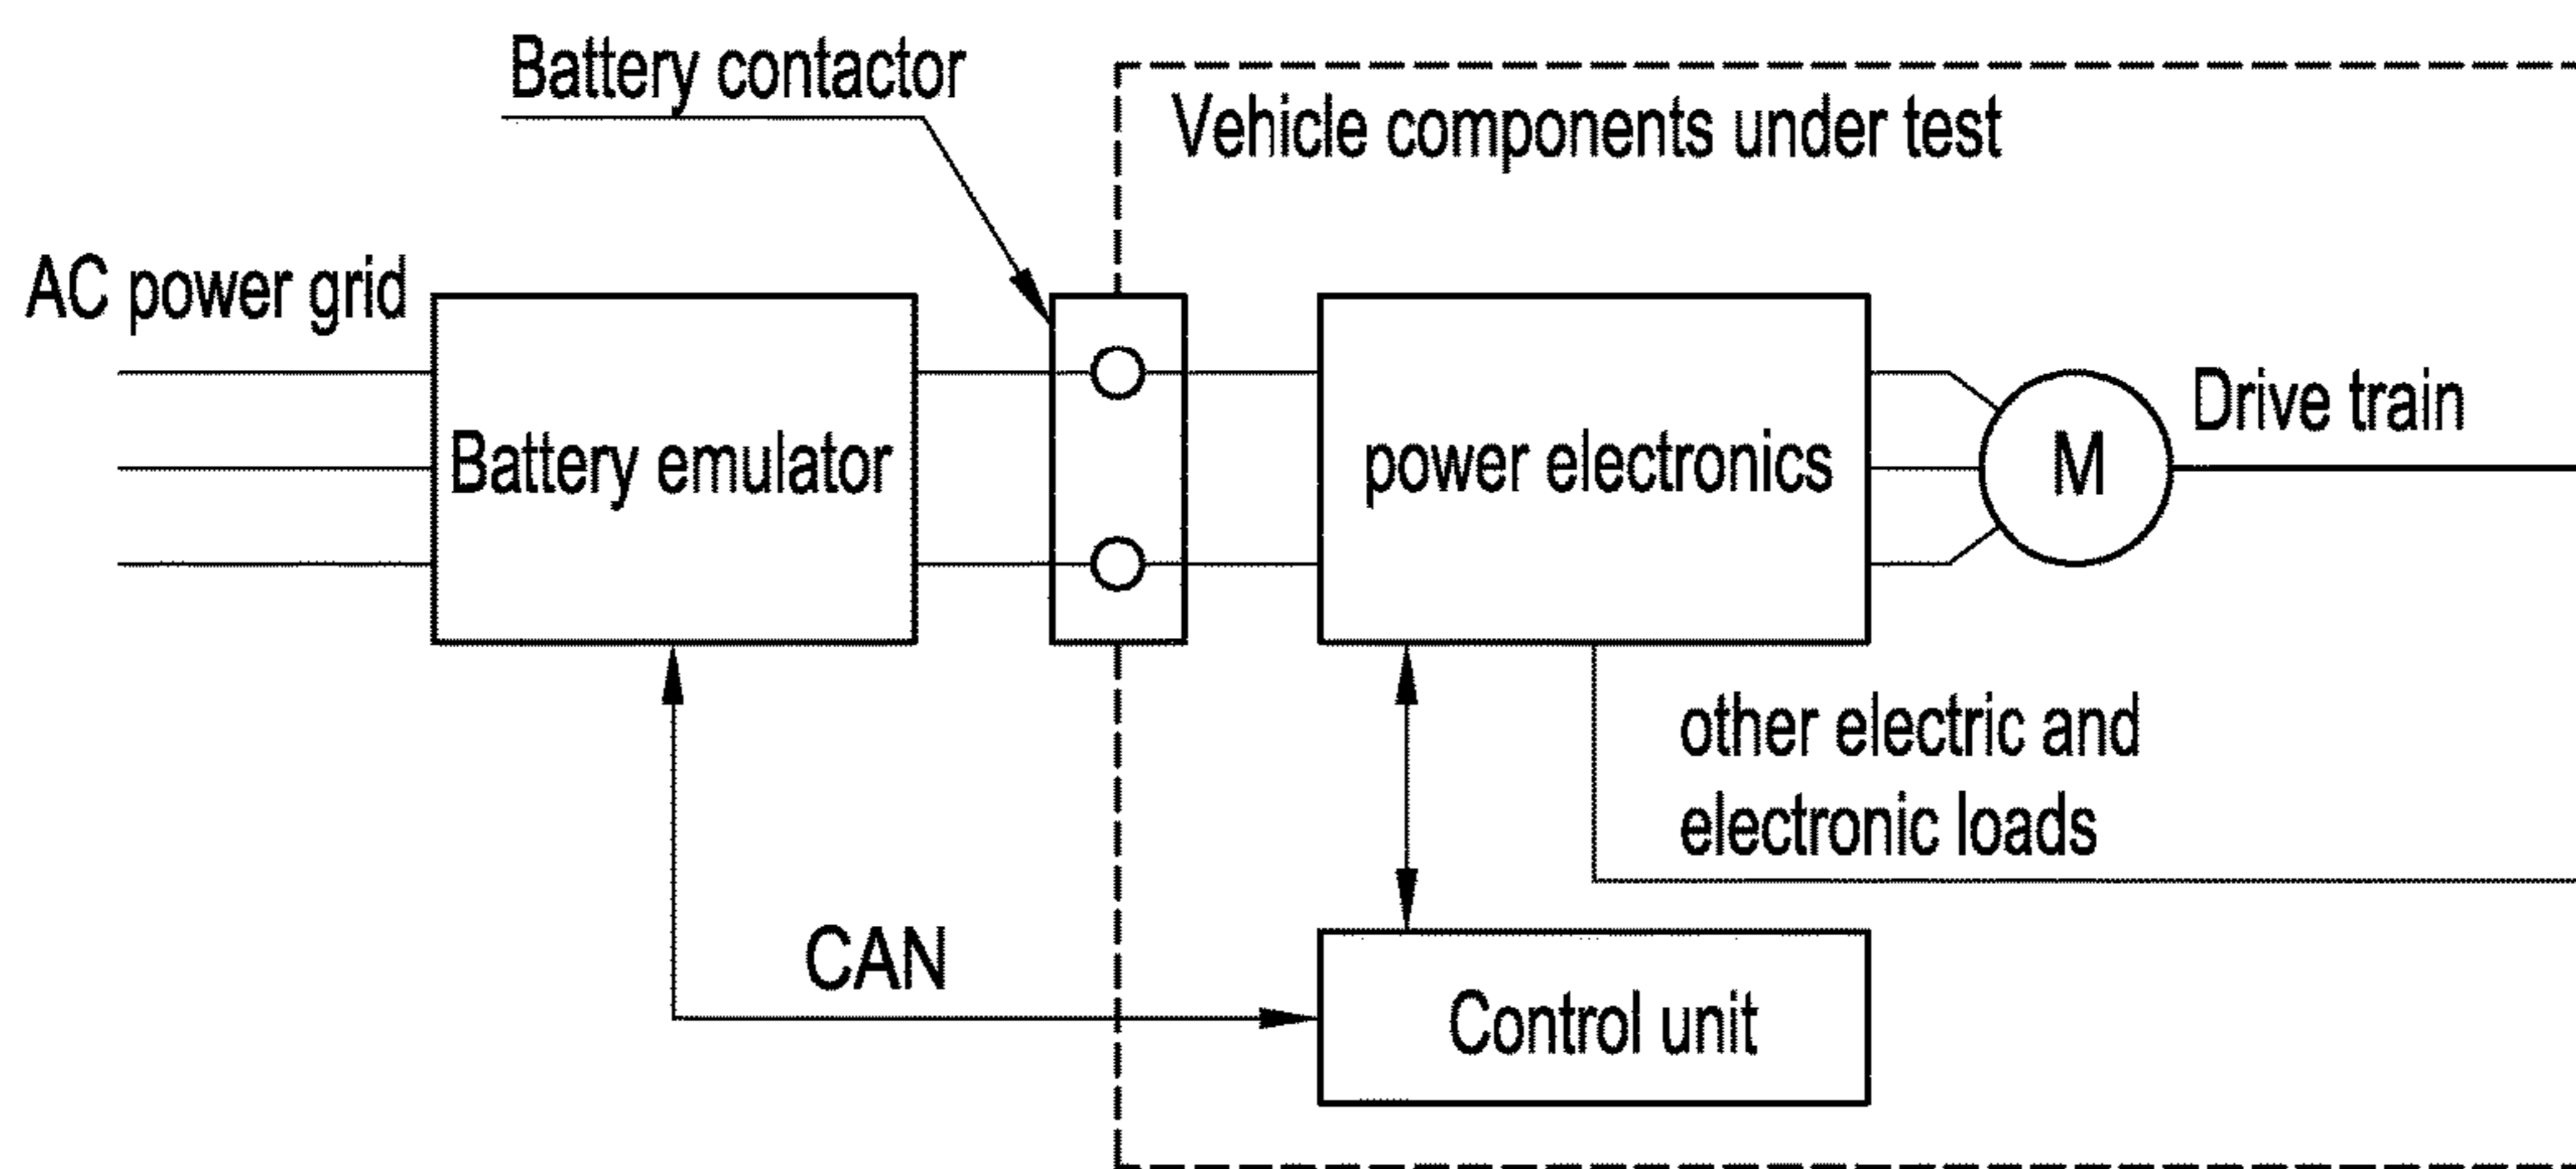 Battery contactor
Vehicle components under test
AC power grid
Battery emulator
power electronics
M
Drive train
other electric and
electronic loads
CAN
Control unit